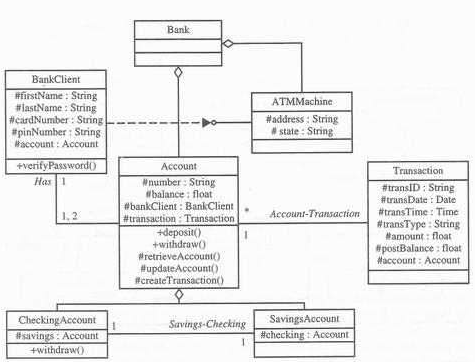 Bank
BankClient
#firstName : String
#lastName : String
#cardNumber : String
#pinNumber : String
#account : Account
+verifyPassword()
ATMMachine
#address : String
# state : String
Has
1
1, 2
Account
#number : String
#balance : float
#bankClient : BankClient
#transaction : Transaction
+deposit()
+withdraw()
#retrieveAccount()
#updateAccount()
#createTransaction()
*
1
Account-Transaction
Transaction
#transID : String
#transDate : Date
#transTime : Time
#transType : String
#amount : float
#postBalance : float
#account : Account
CheckingAccount
#savings : Account
+withdraw()
1
Savings-Checking
1
SavingsAccount
#checking : Account